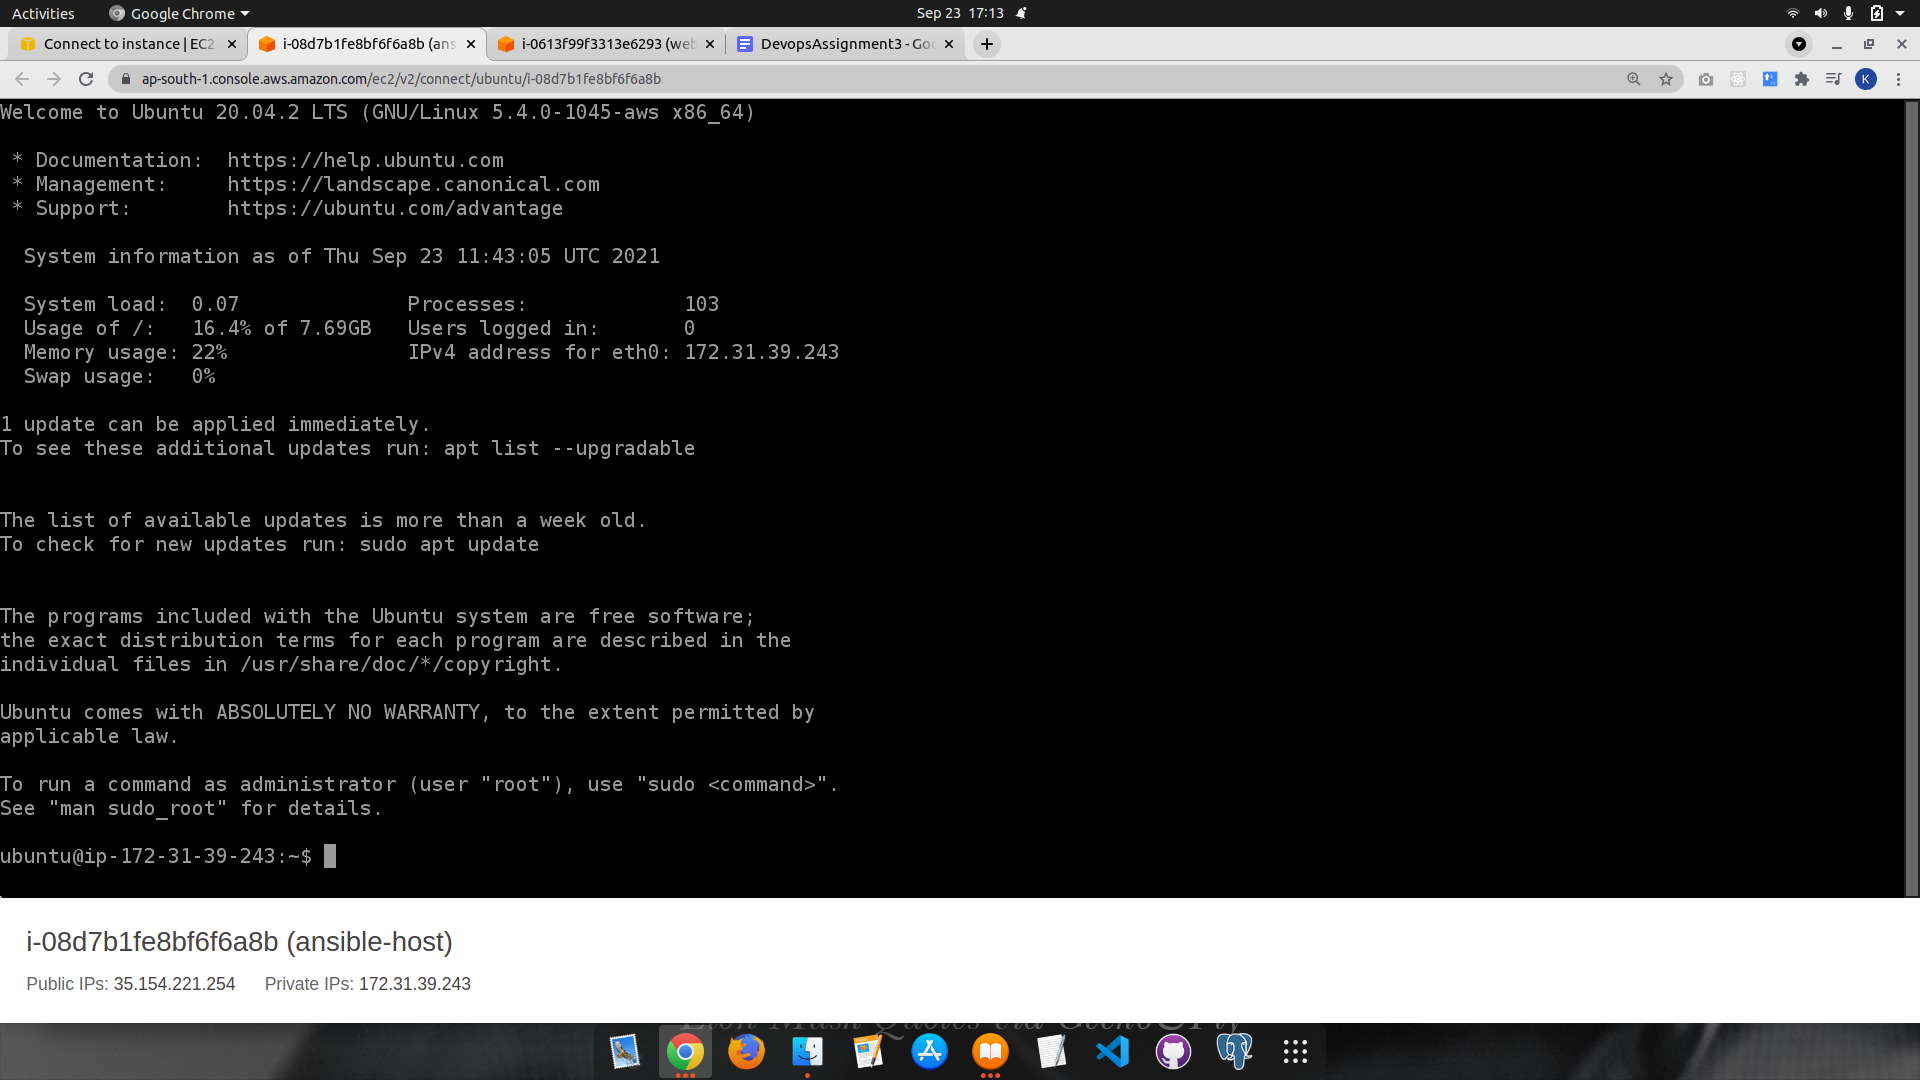 Activities
Google Chrome
Sep 23 17:13
Connect to instance | EC2
i-08d7b1fe8bf6f6a8b (ans
i-0613f99f3313e6293 (web
DevopsAssignment3 - Goo
ap-south-1.console.aws.amazon.com/ec2/v2/connect/ubuntu/i-08d7b1fe8bf6f6a8b
K
Welcome to Ubuntu 20.04.2 LTS (GNU/Linux 5.4.0-1045-aws x86_64)
* Documentation: https://help.ubuntu.com
* Management: https://landscape.canonical.com
* Support: https://ubuntu.com/advantage
System information as of Thu Sep 23 11:43:05 UTC 2021
System load: 0.07 Processes: 103
Usage of /: 16.4% of 7.69GB Users logged in: 0
Memory usage: 22% IPv4 address for eth0: 172.31.39.243
Swap usage: 0%
1 update can be applied immediately.
To see these additional updates run: apt list --upgradable
The list of available updates is more than a week old.
To check for new updates run: sudo apt update
The programs included with the Ubuntu system are free software;
the exact distribution terms for each program are described in the
individual files in /usr/share/doc/*/copyright.
Ubuntu comes with ABSOLUTELY NO WARRANTY, to the extent permitted by
applicable law.
To run a command as administrator (user "root"), use "sudo <command>".
See "man sudo_root" for details.
ubuntu@ip-172-31-39-243:~$
i-08d7b1fe8bf6f6a8b (ansible-host)
Public IPs: 35.154.221.254 Private IPs: 172.31.39.243